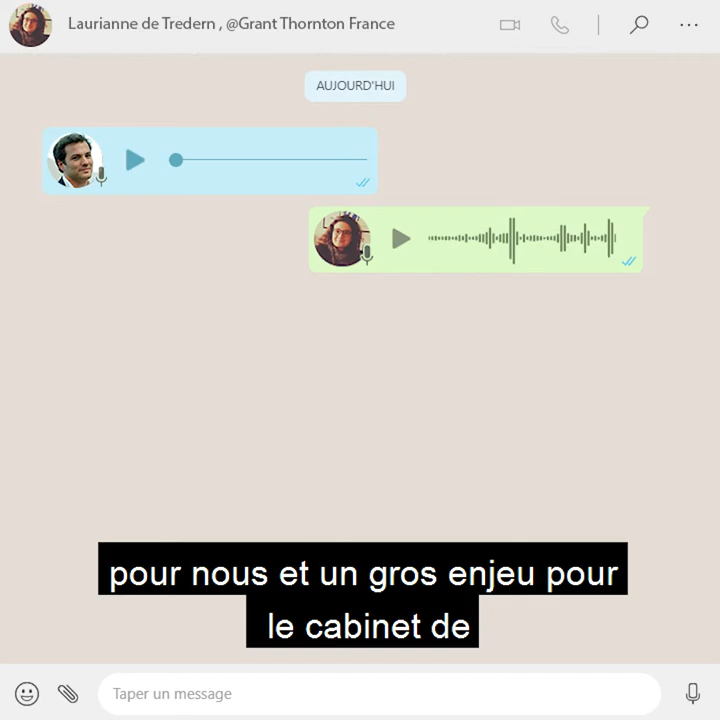 Laurianne de Tredern , @Grant Thornton France
AUJOURD'HUI
pour nous et un gros enjeu pour
le cabinet de
Taper un message